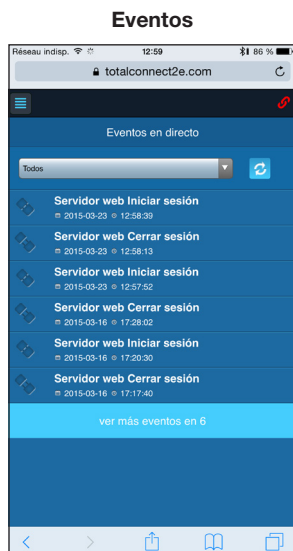 Eventos
Réseau indisp. 12:59 86 %
totalconnect2e.com
Eventos en directo
Todos
Servidor web Iniciar sesión
2015-03-23 12:58:39
Servidor web Cerrar sesión
2015-03-23 12:58:13
Servidor web Iniciar sesión
2015-03-23 12:57:52
Servidor web Cerrar sesión
2015-03-16 17:28:02
Servidor web Iniciar sesión
2015-03-16 17:20:30
Servidor web Cerrar sesión
2015-03-16 17:17:40
ver más eventos en 6